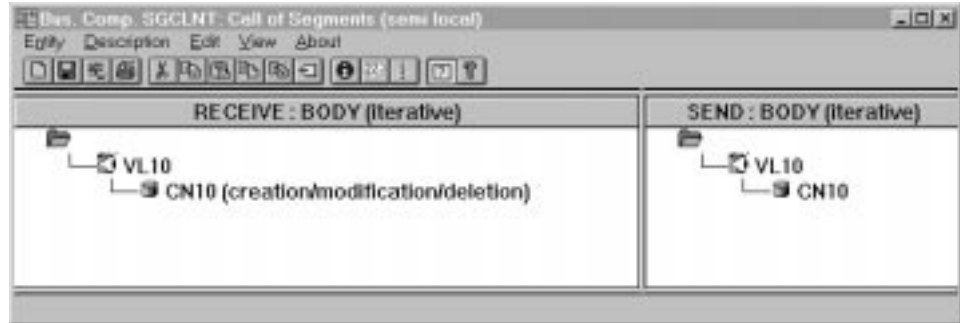 Bus. Comp. SGCLNT: Call of Segments (semi local)
Entity Description Edit View About
RECEIVE : BODY (iterative)
SEND : BODY (iterative)
VL10
CN10 (creation/modification/deletion)
VL10
CN10